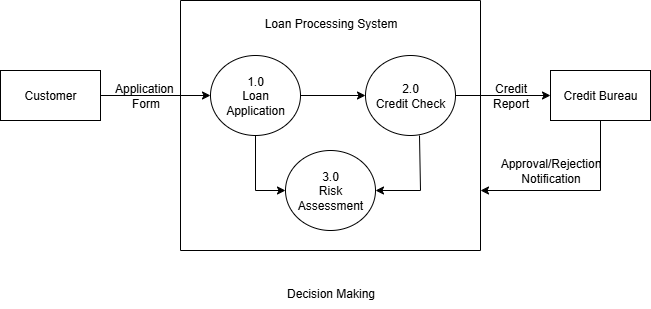 Loan Processing System
Customer
Application
Form
1.0
Loan
Application
2.0
Credit Check
Credit
Report
Credit Bureau
3.0
Risk
Assessment
Approval/Rejection
Notification
Decision Making